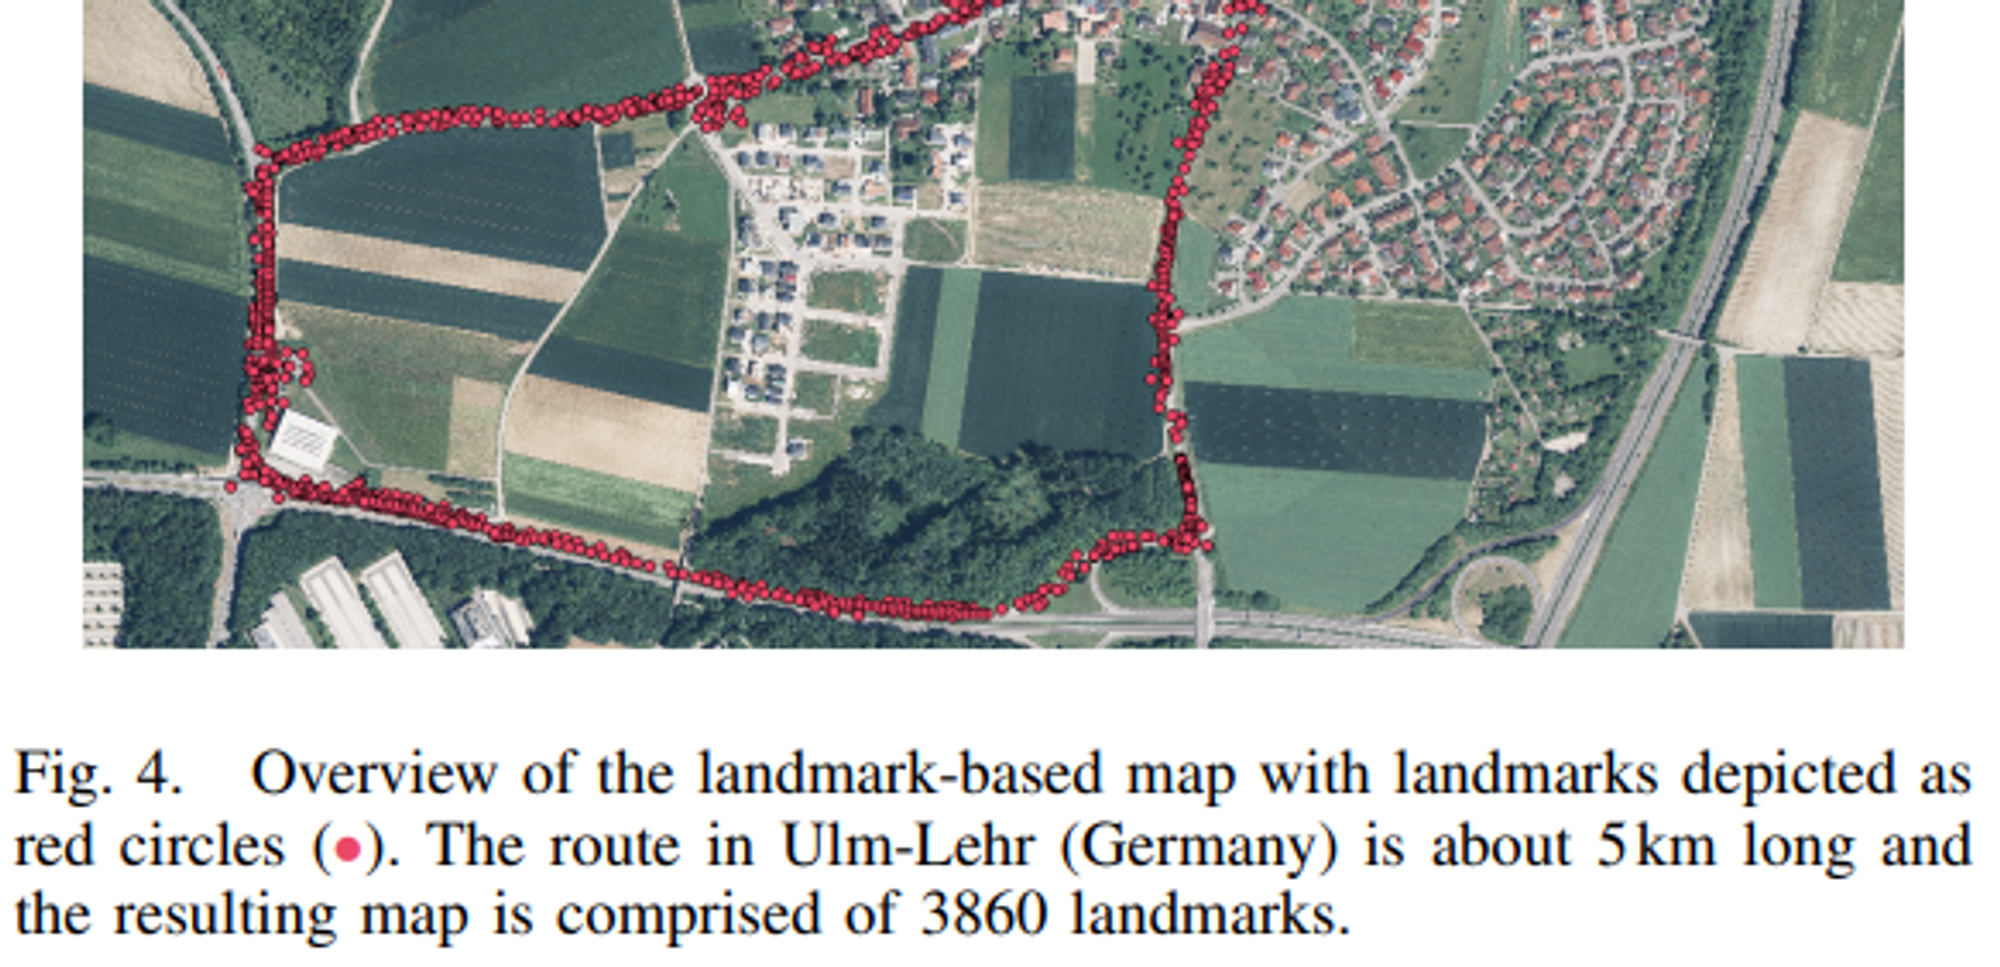 Fig. 4. Overview of the landmark-based map with landmarks depicted as
red circles (●). The route in Ulm-Lehr (Germany) is about 5 km long and
the resulting map is comprised of 3860 landmarks.